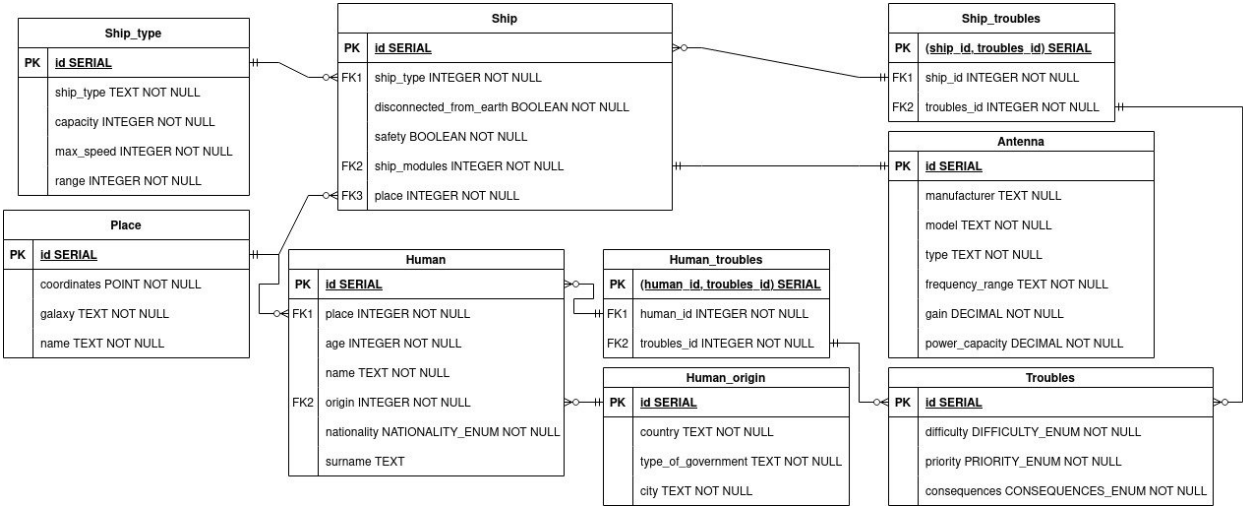 Ship_type
PK id SERIAL
ship_type TEXT NOT NULL
capacity INTEGER NOT NULL
max_speed INTEGER NOT NULL
range INTEGER NOT NULL
Ship
PK id SERIAL
FK1 ship_type INTEGER NOT NULL
disconnected_from_earth BOOLEAN NOT NULL
safety BOOLEAN NOT NULL
FK2 ship_modules INTEGER NOT NULL
FK3 place INTEGER NOT NULL
Ship_troubles
PK (ship_id, troubles_id) SERIAL
FK1 ship_id INTEGER NOT NULL
FK2 troubles_id INTEGER NOT NULL
Antenna
PK id SERIAL
manufacturer TEXT NULL
model TEXT NOT NULL
type TEXT NOT NULL
frequency_range TEXT NOT NULL
gain DECIMAL NOT NULL
power_capacity DECIMAL NOT NULL
Place
PK id SERIAL
coordinates POINT NOT NULL
galaxy TEXT NOT NULL
name TEXT NOT NULL
Human
PK id SERIAL
FK1 place INTEGER NOT NULL
age INTEGER NOT NULL
name TEXT NOT NULL
FK2 origin INTEGER NOT NULL
nationality NATIONALITY_ENUM NOT NULL
surname TEXT
Human_troubles
PK (human_id, troubles_id) SERIAL
FK1 human_id INTEGER NOT NULL
FK2 troubles_id INTEGER NOT NULL
Human_origin
PK id SERIAL
country TEXT NOT NULL
type_of_government TEXT NOT NULL
city TEXT NOT NULL
Troubles
PK id SERIAL
difficulty DIFFICULTY_ENUM NOT NULL
priority PRIORITY_ENUM NOT NULL
consequences CONSEQUENCES_ENUM NOT NULL